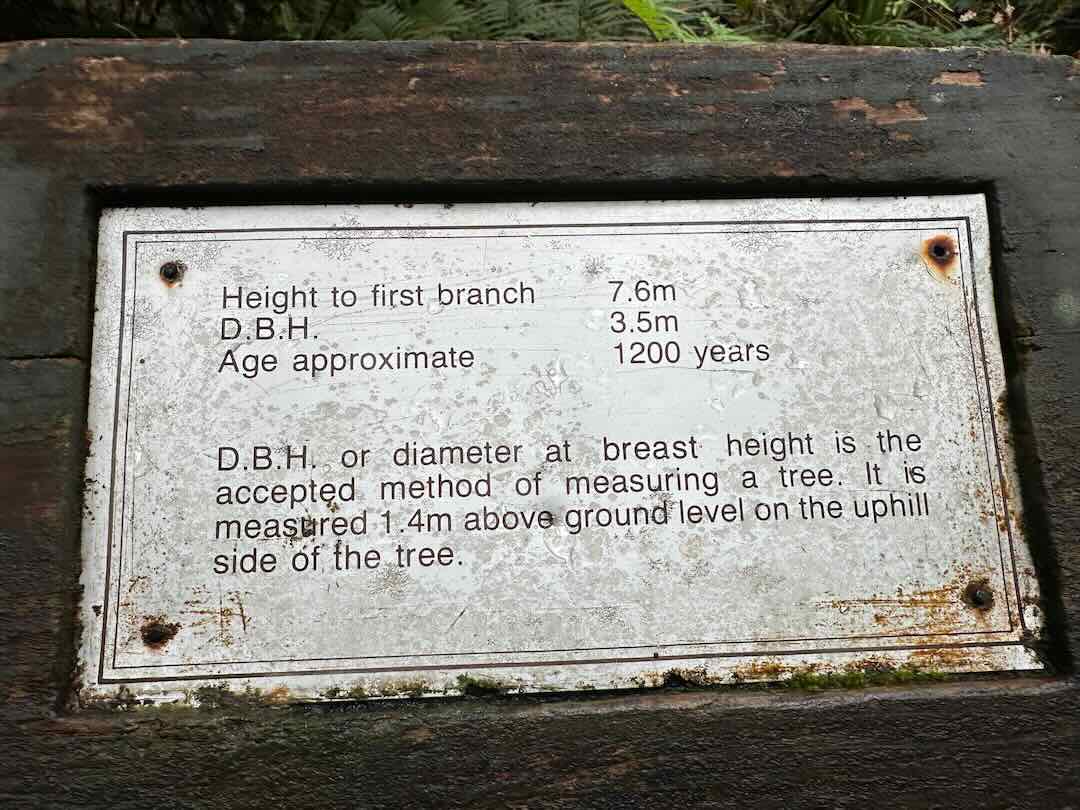 Height to first branch 7.6m
D.B.H. 3.5m
Age approximate 1200 years
D.B.H. or diameter at breast height is the
accepted method of measuring a tree. It is
measured 1.4m above ground level on the uphill
side of the tree.